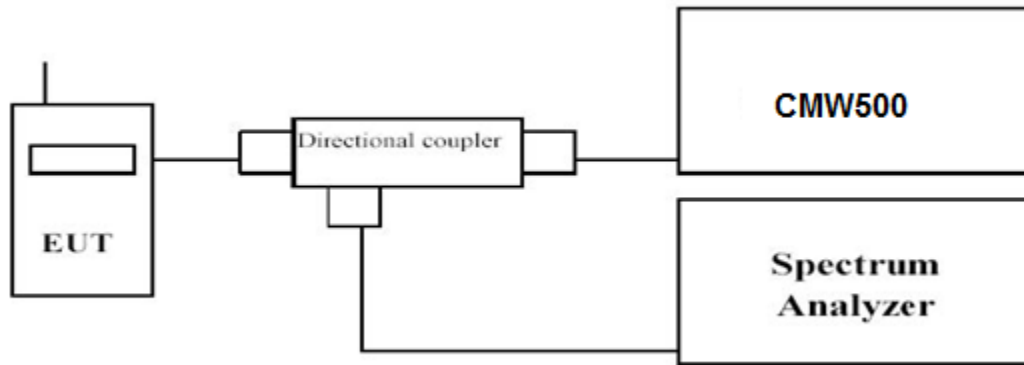 EUT
Directional coupler
CMW500
Spectrum
Analyzer